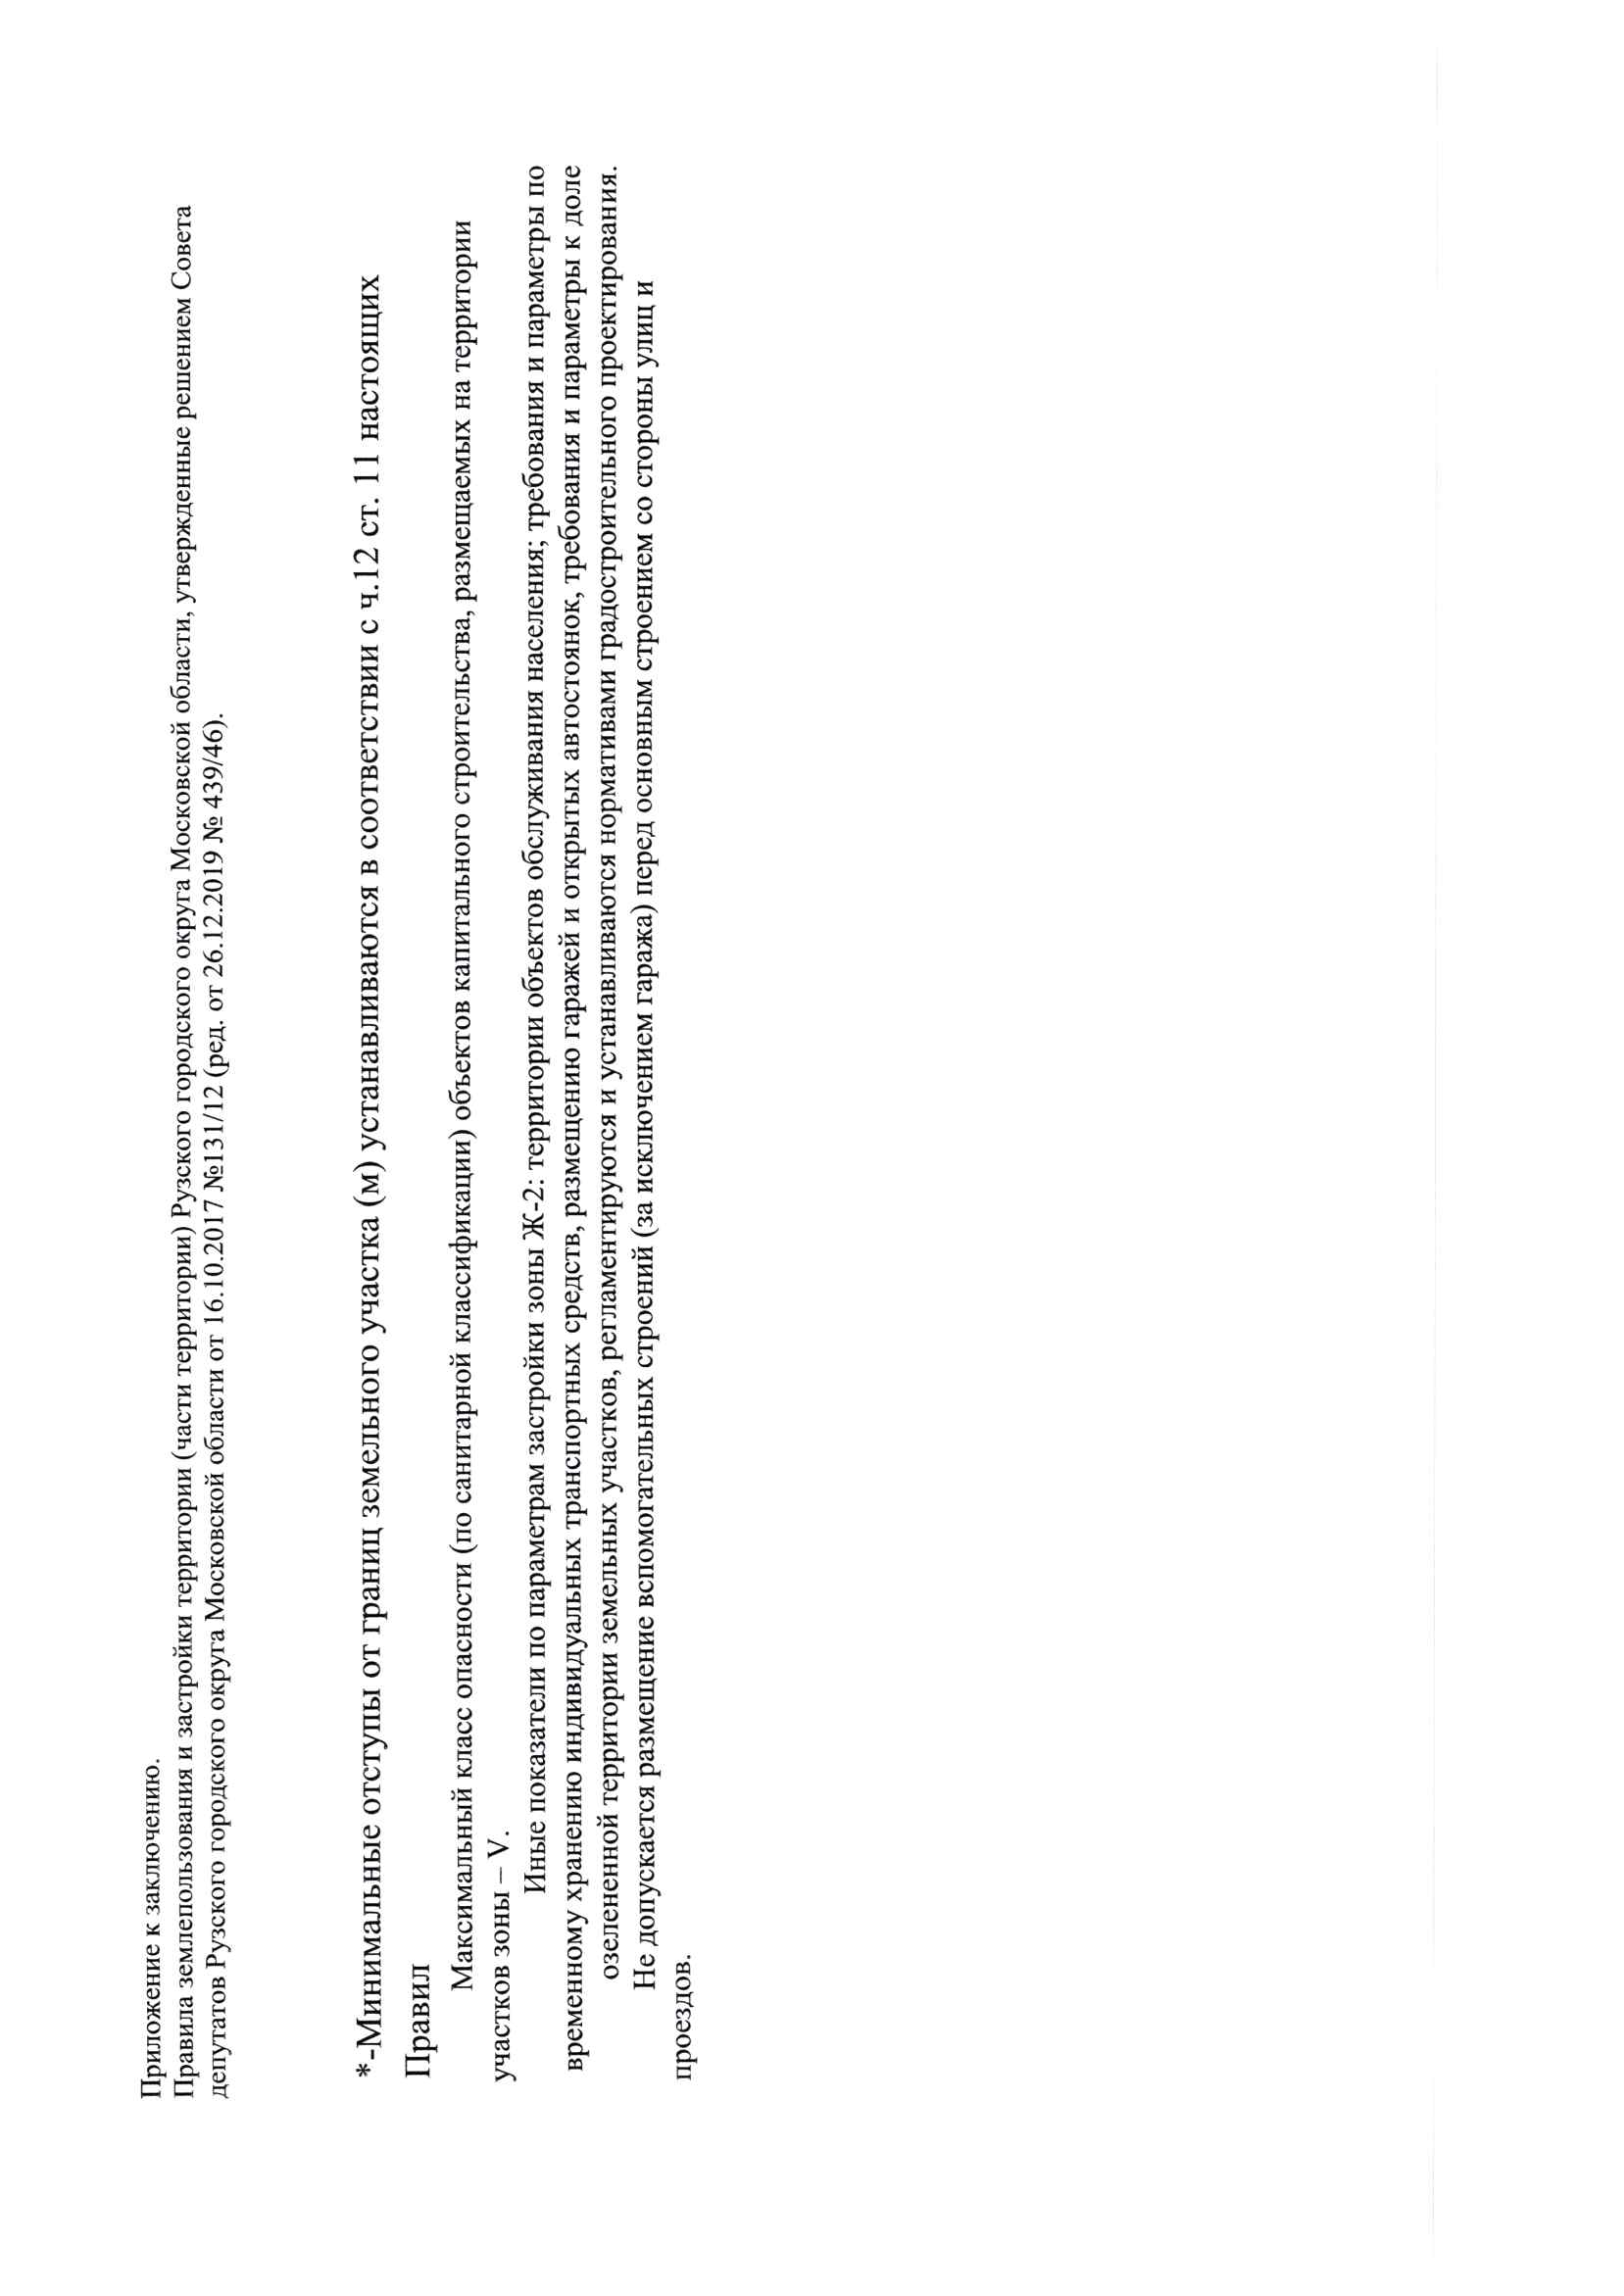 Приложение к заключению.
Правила землепользования и застройки территории (части территории) Рузского городского округа Московской области, утвержденные решением Совета
депутатов Рузского городского округа Московской области от 16.10.2017 №131/12 (ред. от 26.12.2019 № 439/46).
*-Минимальные отступы от границ земельного участка (м) устанавливаются в соответствии с ч.12 ст. 11 настоящих
Правил
Максимальный класс опасности (по санитарной классификации) объектов капитального строительства, размещаемых на территории
участков зоны – V.
Иные показатели по параметрам застройки зоны Ж-2: территории объектов обслуживания населения; требования и параметры по
временному хранению индивидуальных транспортных средств, размещению гаражей и открытых автостоянок, требования и параметры к доле
озелененной территории земельных участков, регламентируются и устанавливаются нормативами градостроительного проектирования.
Не допускается размещение вспомогательных строений (за исключением гаража) перед основным строением со стороны улиц и
проездов.